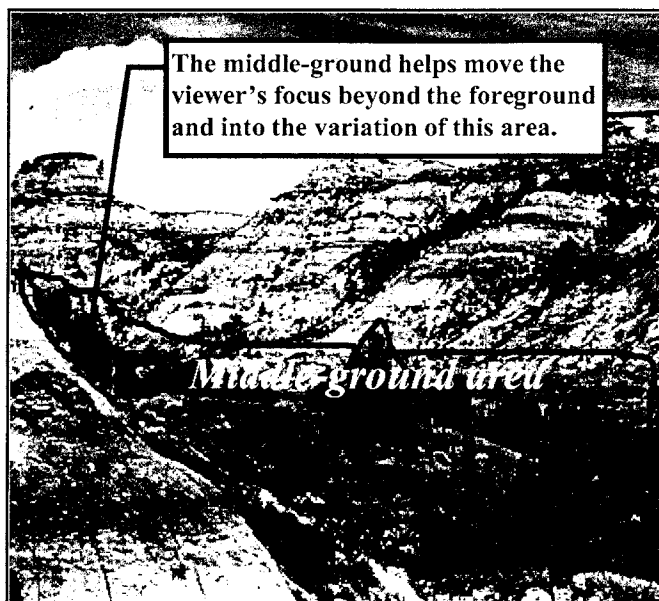 The middle-ground helps move the
viewer's focus beyond the foreground
and into the variation of this area.
Middle-ground area